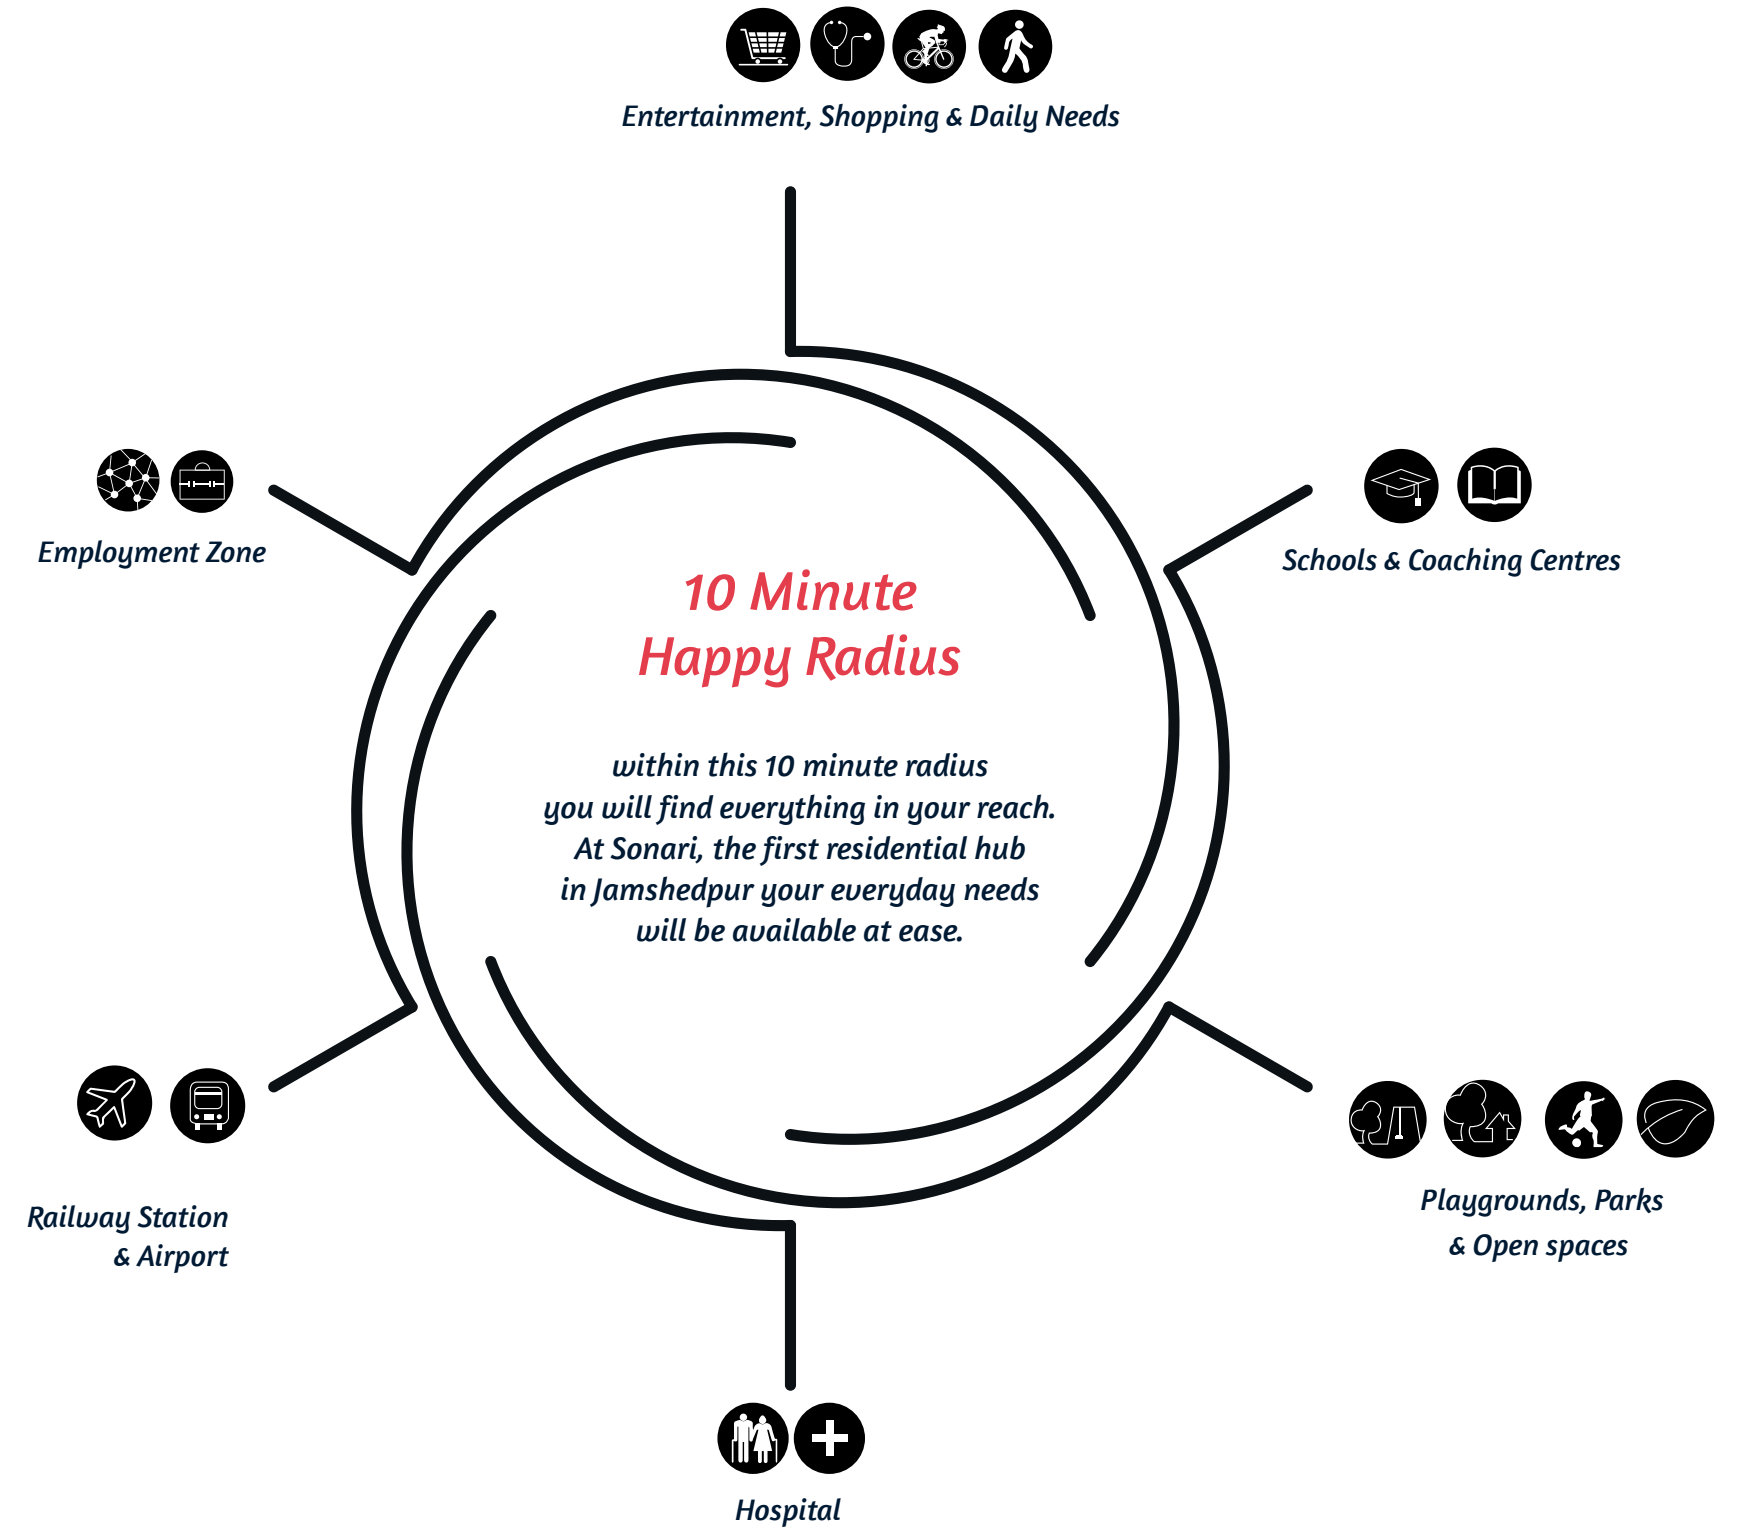 Entertainment, Shopping & Daily Needs
Employment Zone
Schools & Coaching Centres
10 Minute
Happy Radius
within this 10 minute radius
you will find everything in your reach.
At Sonari, the first residential hub
in Jamshedpur your everyday needs
will be available at ease.
Railway Station
& Airport
Playgrounds, Parks
& Open spaces
Hospital